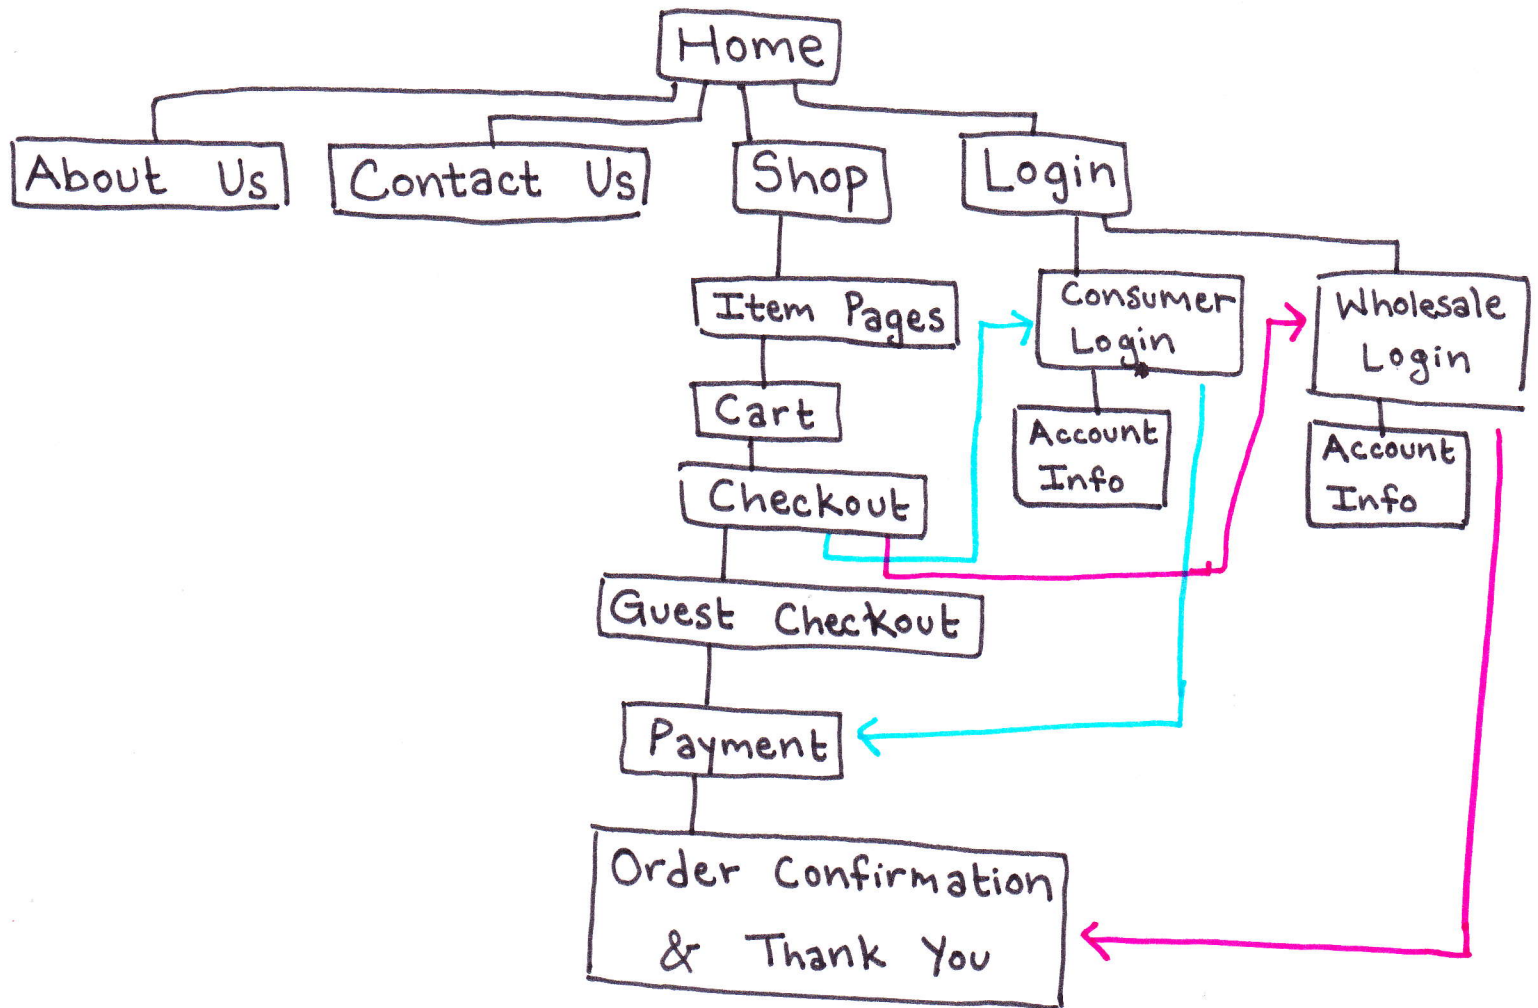 Home
About Us
Contact Us
Shop
Login
Item Pages
Consumer
Login
Wholesale
Login
Cart
Account
Info
Account
Info
Checkout
Guest Checkout
Payment
Order Confirmation
& Thank You